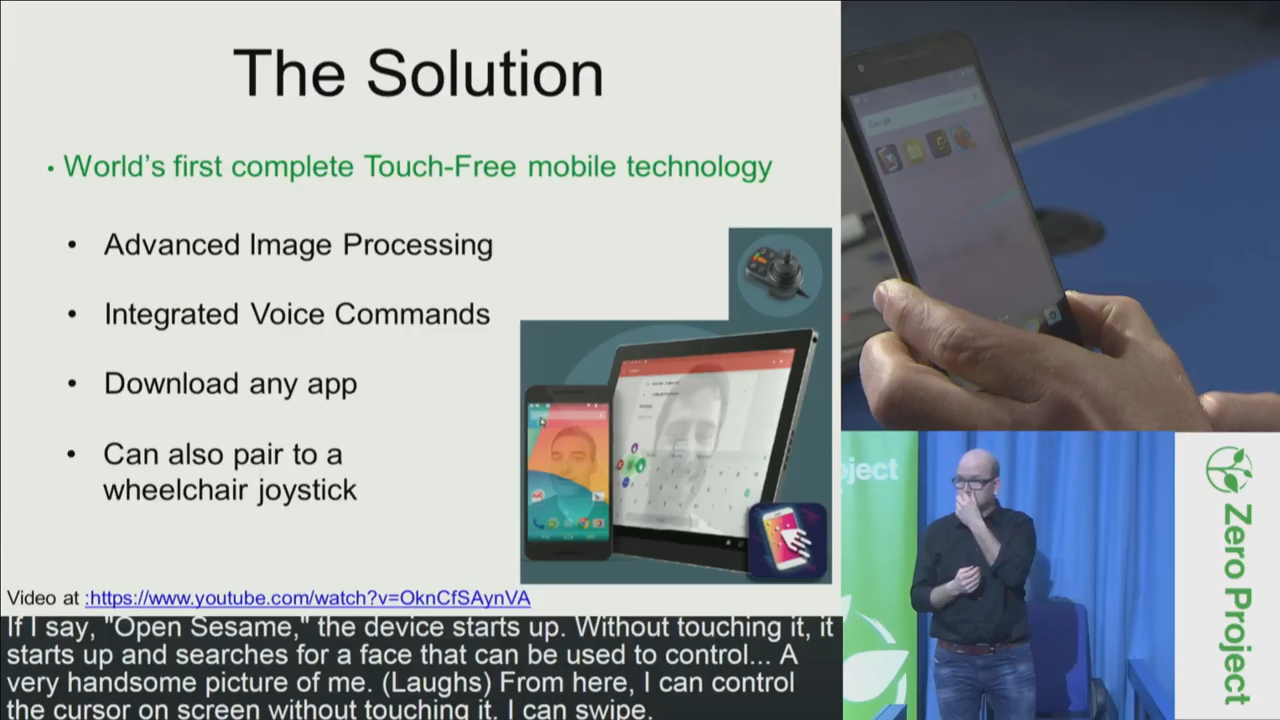 The Solution
• World's first complete Touch-Free mobile technology
• Advanced Image Processing
• Integrated Voice Commands
• Download any app
• Can also pair to a
wheelchair joystick
Video at :https://www.youtube.com/watch?v=OknCfSAynVA
If I say, "Open Sesame," the device starts up. Without touching it, it
starts up and searches for a face that can be used to control... A
very handsome picture of me. (Laughs) From here, I can control
the cursor on screen without touching it. I can swipe.
Google
oject
Zero Project